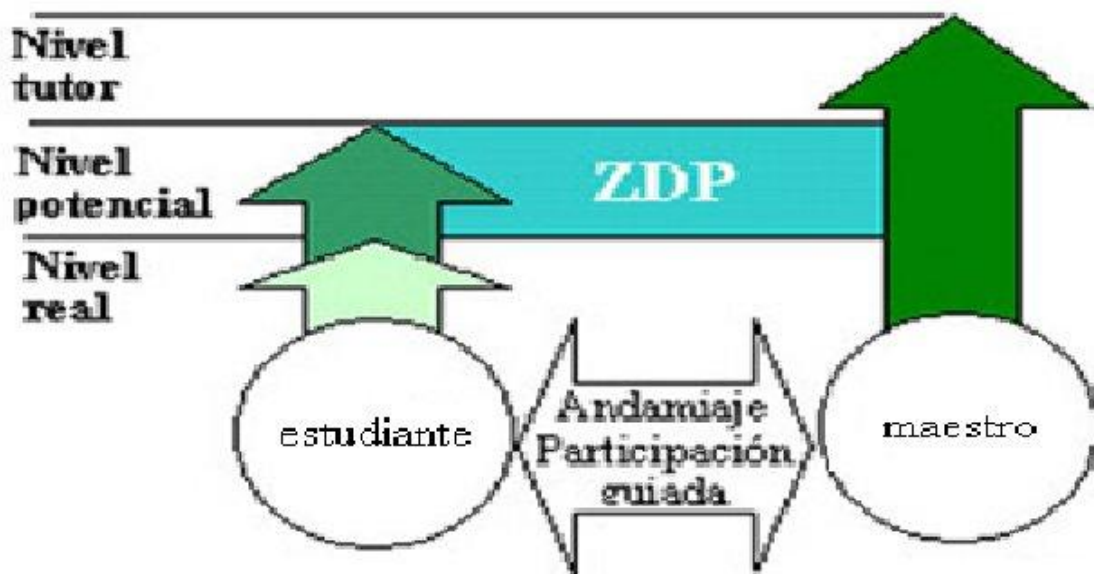 Nivel
tutor
Nivel
potencial
ZDP
Nivel
real
estudiante
Andamiaje
Participación
guiada
maestro